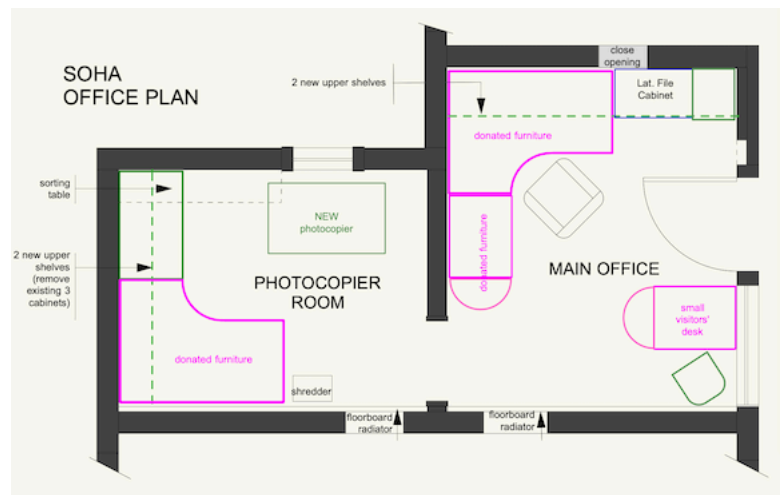 SOHA
OFFICE PLAN
2 new upper shelves
close
opening
Lat. File
Cabinet
donated furniture
sorting
table
NEW
photocopier
donated furniture
MAIN OFFICE
2 new upper
shelves
(remove
existing 3
cabinets)
PHOTOCOPIER
ROOM
small
visitors'
desk
donated furniture
shredder
floorboard
radiator
floorboard
radiator